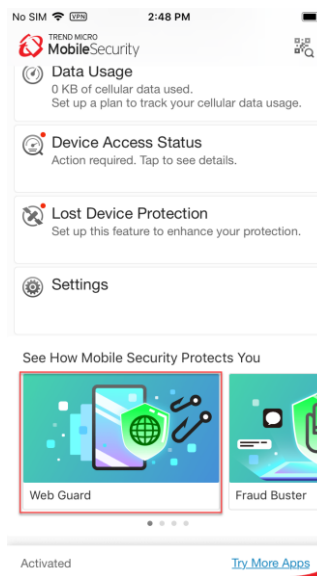 No SIM VPN 2:48 PM
TREND MICRO
MobileSecurity
Data Usage
0 KB of cellular data used.
Set up a plan to track your cellular data usage.
Device Access Status
Action required. Tap to see details.
Lost Device Protection
Set up this feature to enhance your protection.
Settings
See How Mobile Security Protects You
Web Guard
Fraud Buster
Activated
Try More Apps